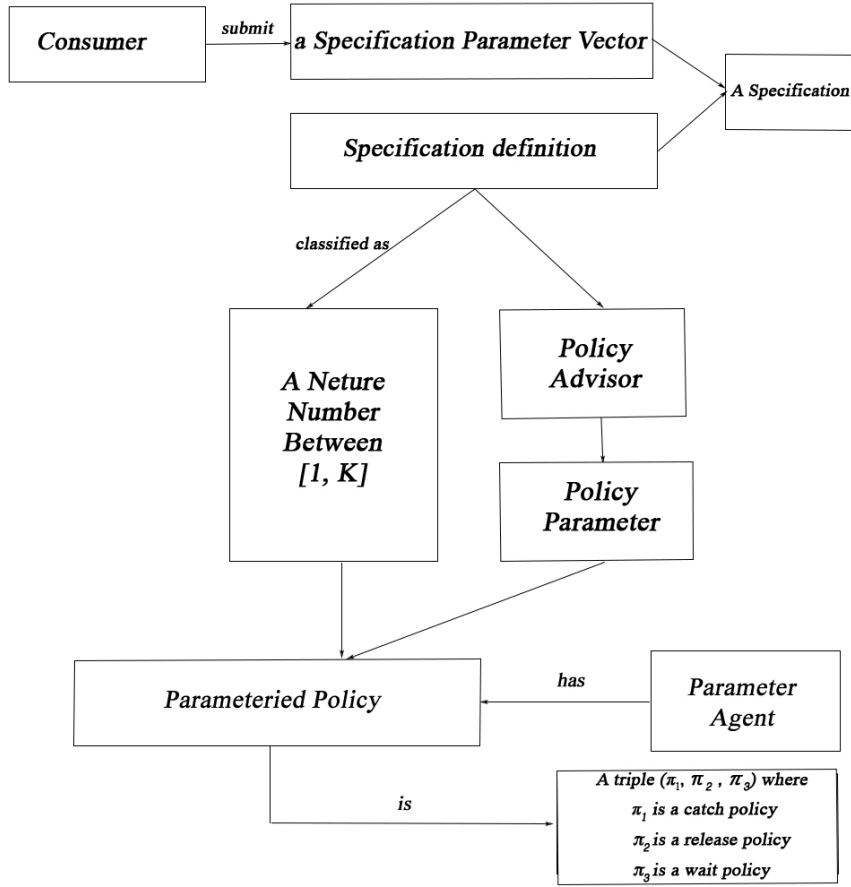 Consumer
submit
a Specification Parameter Vector
A Specification
Specification definition
classified as
A Neture
Number
Between
[1, K]
Policy
Advisor
Policy
Parameter
Parameteried Policy
has
Parameter
Agent
is
A triple (π₁, π₂ , π₃) where
π₁ is a catch policy
π₂ is a release policy
π₃ is a wait policy